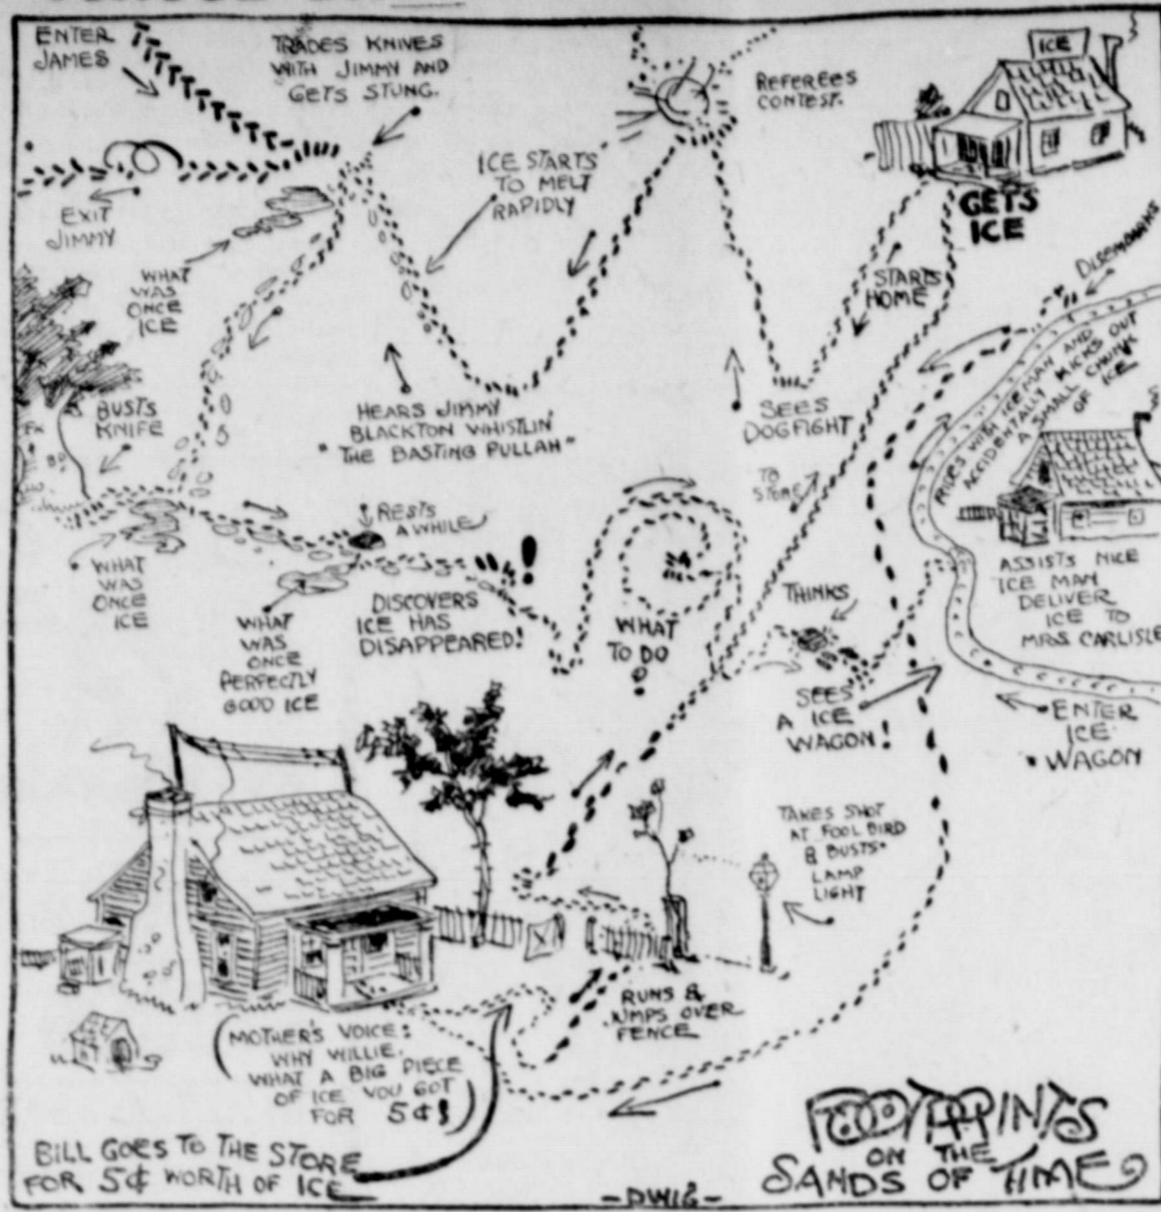 ENTER
JAMES
TRADES KNIVES
WITH JIMMY AND
GETS STUNG.
REFEREES
CONTEST.
ICE
ICE STARTS
TO MELT
RAPIDLY
EXIT
JIMMY
GETS
ICE
WHAT
WAS
ONCE
ICE
STARTS
HOME
DISEMBARKS
RIDES WITH ICE MAN AND
ACCIDENTALLY KICKS OUT
A SMALL CHUNK
OF ICE
BUSTS
KNIFE
HEARS JIMMY
BLACKTON WHISTLIN'
"THE BASTING PULLAH"
SEES
DOGFIGHT
TO
STORE
RESTS
AWHILE
!
WHAT
WAS
ONCE
ICE
DISCOVERS
ICE HAS
DISAPPEARED!
WHAT
WAS
ONCE
PERFECTLY
GOOD ICE
WHAT
TO DO
?
THINKS
ASSISTS NICE
ICE MAN
DELIVER
ICE TO
MRS. CARLISLE
SEES
A ICE
WAGON!
ENTER
ICE
WAGON
TAKES SHOT
AT FOOL BIRD
& BUSTS
LAMP
LIGHT
RUNS &
JUMPS OVER
FENCE
(MOTHER'S VOICE:
WHY WILLIE,
WHAT A BIG PIECE
OF ICE YOU GOT
FOR 5¢!)
BILL GOES TO THE STORE
FOR 5¢ WORTH OF ICE
FOOTPRINTS
ON THE
SANDS OF TIME
-DWIG-